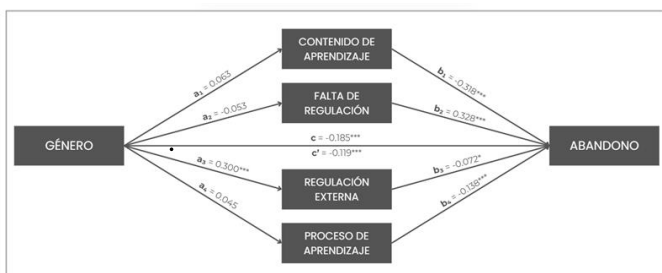 CONTENIDO DE
APRENDIZAJE
a₁ = 0.063
b₁ = -0.318***
FALTA DE
REGULACIÓN
a₂ = -0.053
b₂ = 0.328***
GÉNERO
c = -0.185***
c' = -0.119***
ABANDONO
a₃ = 0.300***
b₃ = -0.072*
REGULACIÓN
EXTERNA
a₄ = 0.045
b₄ = -0.138***
PROCESO DE
APRENDIZAJE